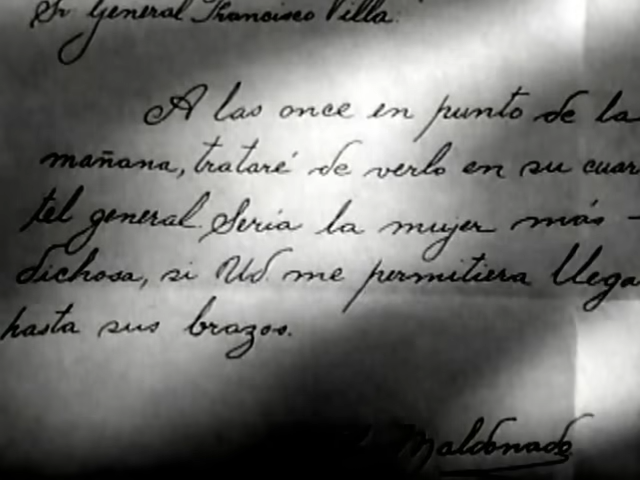 Sr General Francisco Villa.
A las once en punto de la
mañana, trataré de verlo en su cuar
tel general. Sería la mujer más -
dichosa, si Ud. me permitiera llega
hasta sus brazos.
Maldonado